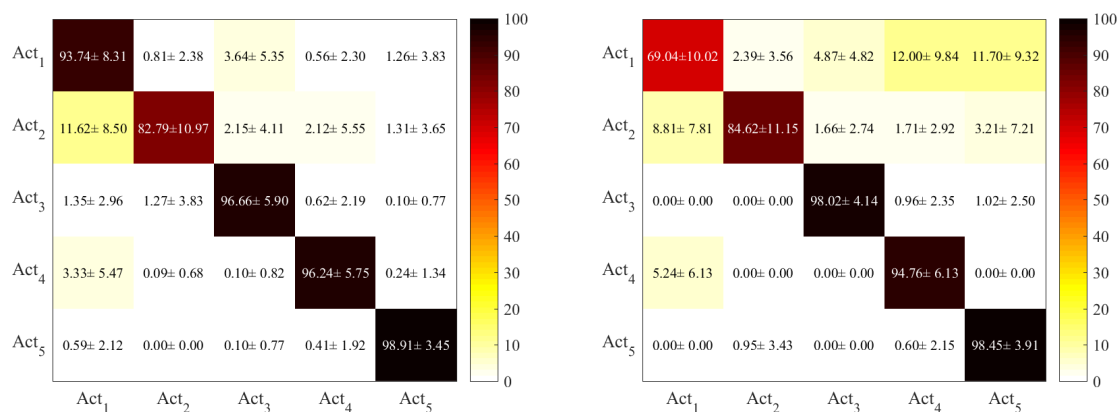 Act1 93.74± 8.31 0.81± 2.38 3.64± 5.35 0.56± 2.30 1.26± 3.83
Act2 11.62± 8.50 82.79±10.97 2.15± 4.11 2.12± 5.55 1.31± 3.65
Act3 1.35± 2.96 1.27± 3.83 96.66± 5.90 0.62± 2.19 0.10± 0.77
Act4 3.33± 5.47 0.09± 0.68 0.10± 0.82 96.24± 5.75 0.24± 1.34
Act5 0.59± 2.12 0.00± 0.00 0.10± 0.77 0.41± 1.92 98.91± 3.45
Act1 Act2 Act3 Act4 Act5
100
90
80
70
60
50
40
30
20
10
0
Act1 69.04±10.02 2.39± 3.56 4.87± 4.82 12.00± 9.84 11.70± 9.32
Act2 8.81± 7.81 84.62±11.15 1.66± 2.74 1.71± 2.92 3.21± 7.21
Act3 0.00± 0.00 0.00± 0.00 98.02± 4.14 0.96± 2.35 1.02± 2.50
Act4 5.24± 6.13 0.00± 0.00 0.00± 0.00 94.76± 6.13 0.00± 0.00
Act5 0.00± 0.00 0.95± 3.43 0.00± 0.00 0.60± 2.15 98.45± 3.91
Act1 Act2 Act3 Act4 Act5
100
90
80
70
60
50
40
30
20
10
0